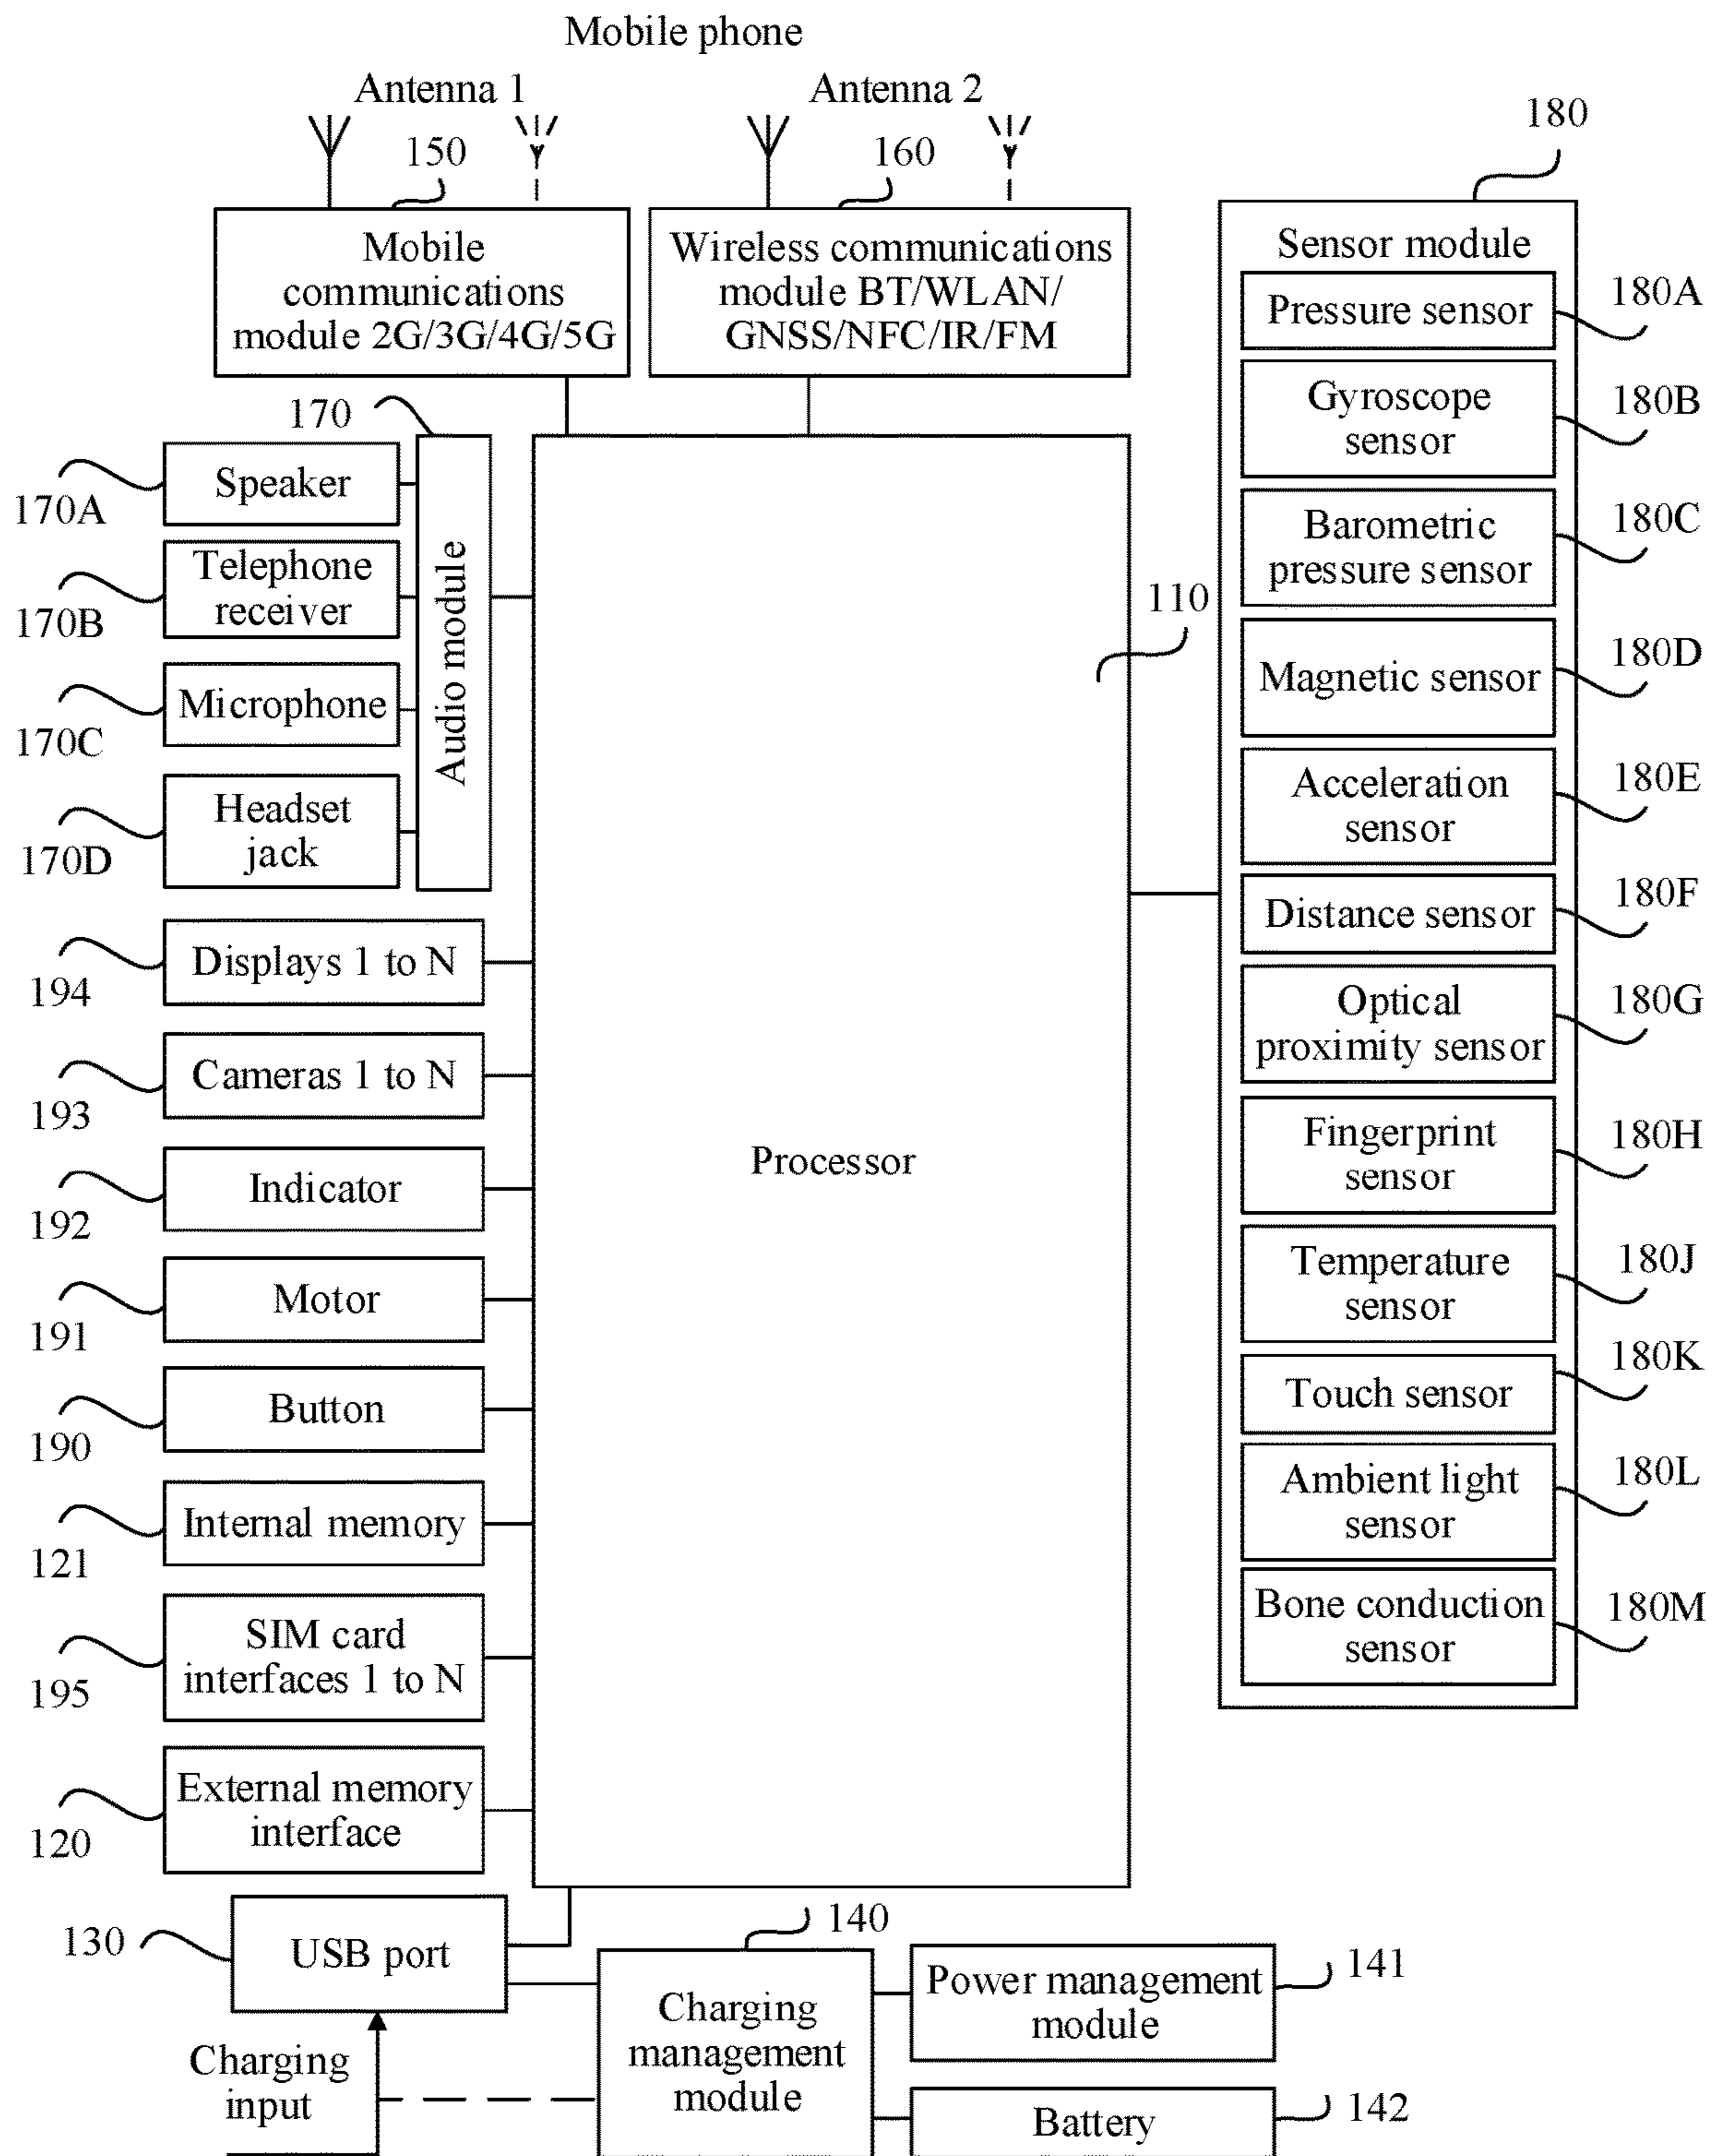 Mobile phone
Antenna 1
Antenna 2
150
160
180
Mobile
communications
module 2G/3G/4G/5G
Wireless communications
module BT/WLAN/
GNSS/NFC/IR/FM
170
Speaker
170A
Telephone
receiver
170B
Microphone
170C
Headset
jack
170D
Audio module
Displays 1 to N
194
Cameras 1 to N
193
Indicator
192
Motor
191
Button
190
Internal memory
121
SIM card
interfaces 1 to N
195
External memory
interface
120
Processor
110
Sensor module
Pressure sensor
180A
Gyroscope
sensor
180B
Barometric
pressure sensor
180C
Magnetic sensor
180D
Acceleration
sensor
180E
Distance sensor
180F
Optical
proximity sensor
180G
Fingerprint
sensor
180H
Temperature
sensor
180J
Touch sensor
180K
Ambient light
sensor
180L
Bone conduction
sensor
180M
130
USB port
Charging
input
140
Charging
management
module
Power management
module
141
Battery
142